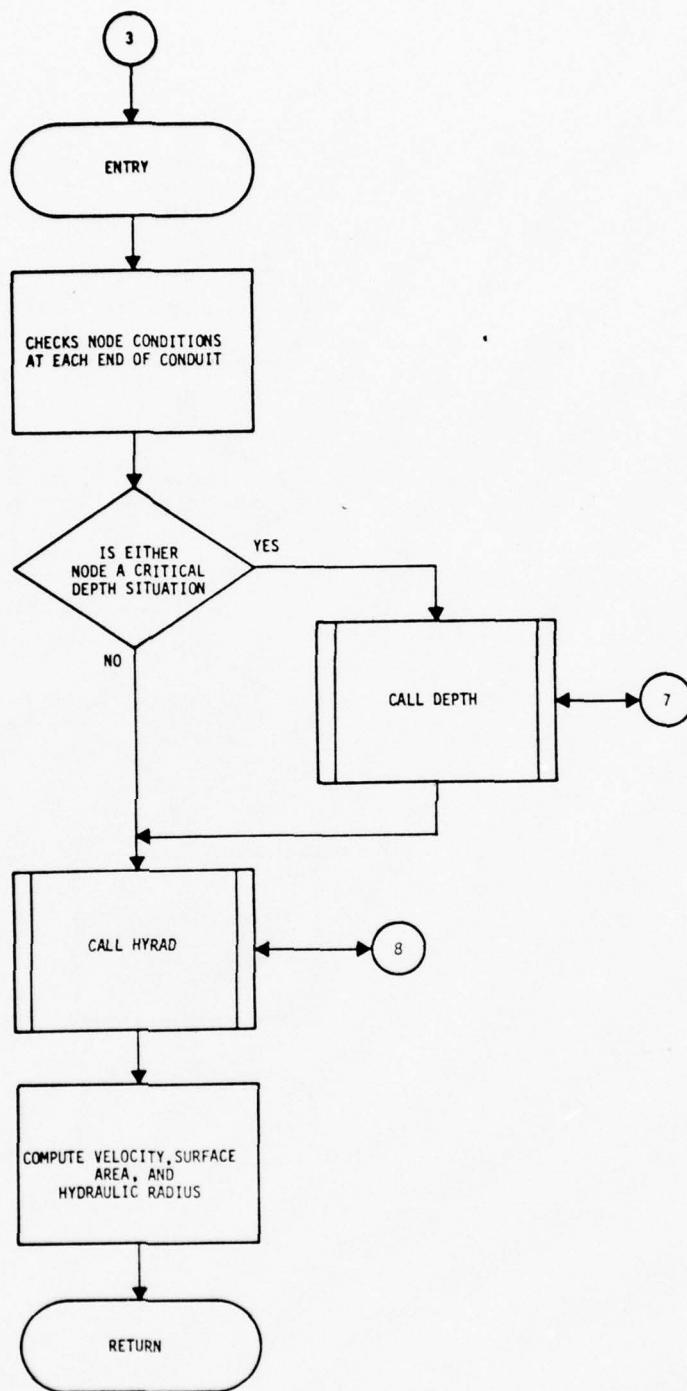 3
ENTRY
CHECKS NODE CONDITIONS
AT EACH END OF CONDUIT
IS EITHER
NODE A CRITICAL
DEPTH SITUATION
YES
NO
CALL DEPTH
7
CALL HYRAD
8
COMPUTE VELOCITY, SURFACE
AREA, AND
HYDRAULIC RADIUS
RETURN